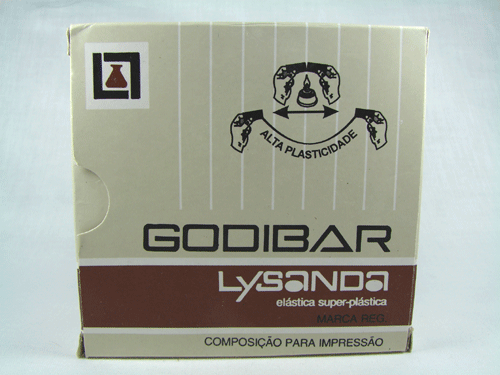 ALTA PLASTICIDADE
GODIBAR
LYSANDA
elástica super-plástica
MARCA REG.
COMPOSIÇÃO PARA IMPRESSÃO